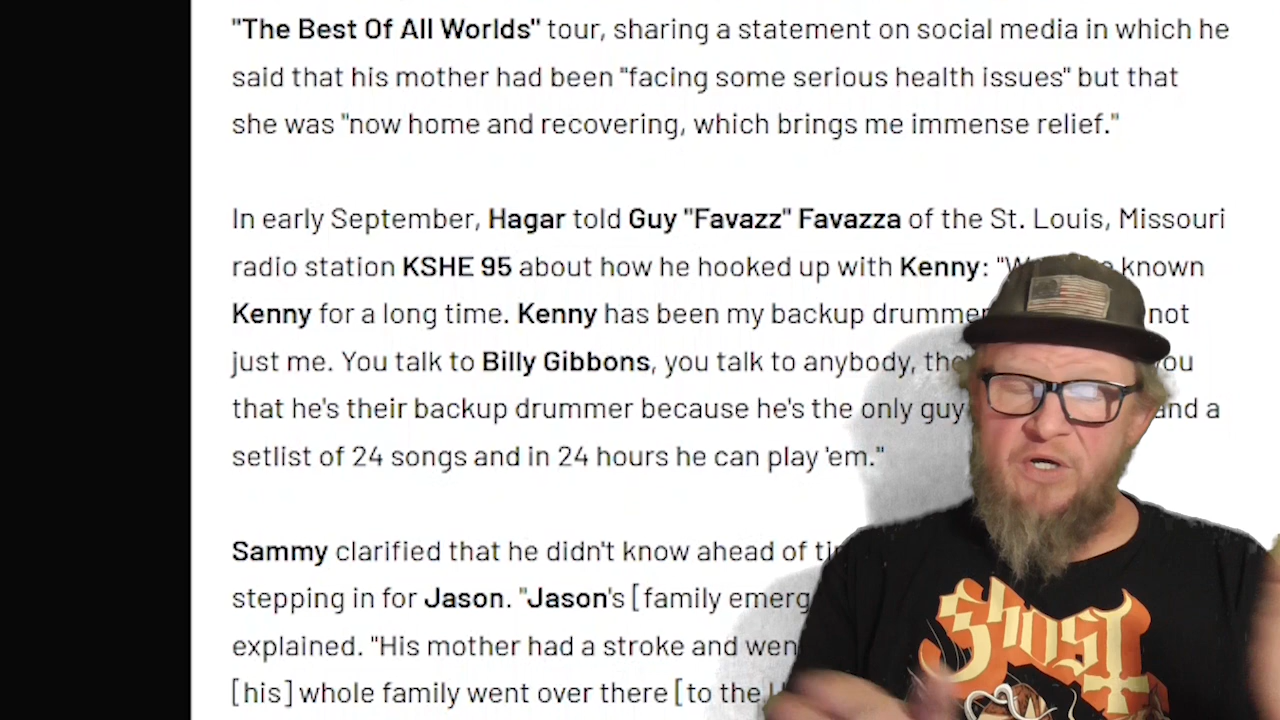 "The Best Of All Worlds" tour, sharing a statement on social media in which he
said that his mother had been "facing some serious health issues" but that
she was "now home and recovering, which brings me immense relief."
In early September, Hagar told Guy "Favazz" Favazza of the St. Louis, Missouri
radio station KSHE 95 about how he hooked up with Kenny: known
Kenny for a long time. Kenny has been my backup drummer not
just me. You talk to Billy Gibbons, you talk to anybody,
that he's their backup drummer because he's the only guy and a
setlist of 24 songs and in 24 hours he can play 'em."
Sammy clarified that he didn't know ahead of
stepping in for Jason. "Jason's [family
explained. "His mother had a stroke and
[his] whole family went over there [to the
Ghost